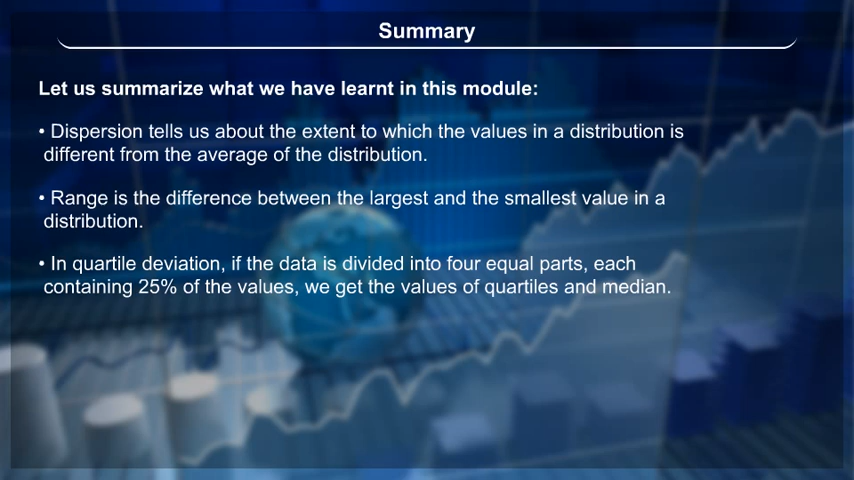 Summary
Let us summarize what we have learnt in this module:
• Dispersion tells us about the extent to which the values in a distribution is
different from the average of the distribution.
• Range is the difference between the largest and the smallest value in a
distribution.
• In quartile deviation, if the data is divided into four equal parts, each
containing 25% of the values, we get the values of quartiles and median.